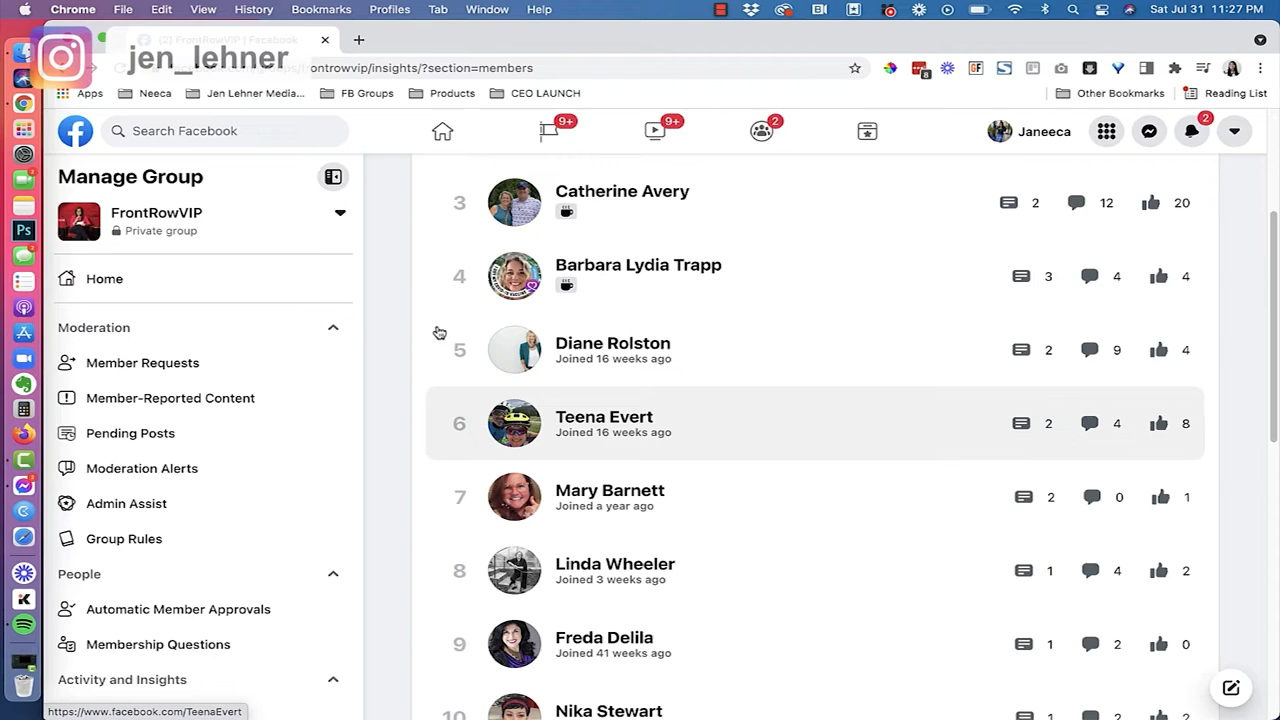 Chrome File Edit View History Bookmarks Profiles Tab Window Help Sat Jul 31 11:27 PM
(2) FrontRowVIP | Facebook
jen_lehner
frontrowvip/insights/?section=members
Apps Neeca Jen Lehner Media... FB Groups Products CEO LAUNCH Other Bookmarks Reading List
Search Facebook
9+ 9+ 2
Janeeca
2
Manage Group
FrontRowVIP
Private group
Home
Moderation
Member Requests
Member-Reported Content
Pending Posts
Moderation Alerts
Admin Assist
Group Rules
People
Automatic Member Approvals
Membership Questions
Activity and Insights
https://www.facebook.com/TeenaEvert
3 Catherine Avery 2 12 20
4 Barbara Lydia Trapp 3 4 4
5 Diane Rolston 2 9 4
Joined 16 weeks ago
6 Teena Evert 2 4 8
Joined 16 weeks ago
7 Mary Barnett 2 0 1
Joined a year ago
8 Linda Wheeler 1 4 2
Joined 3 weeks ago
9 Freda Delila 1 2 0
Joined 41 weeks ago
10 Nika Stewart 1 2 2